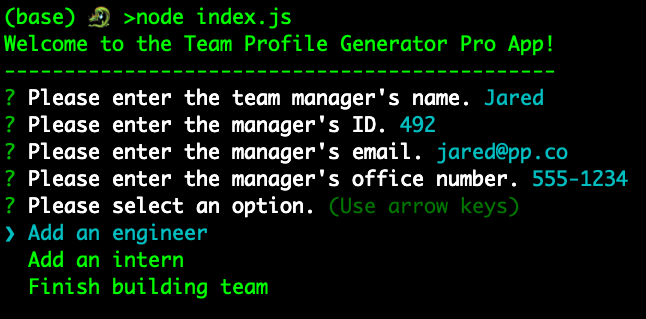 (base) 🐍 >node index.js
Welcome to the Team Profile Generator Pro App!
----------------------------------------------
? Please enter the team manager's name. Jared
? Please enter the manager's ID. 492
? Please enter the manager's email. jared@pp.co
? Please enter the manager's office number. 555-1234
? Please select an option. (Use arrow keys)
❯ Add an engineer
Add an intern
Finish building team